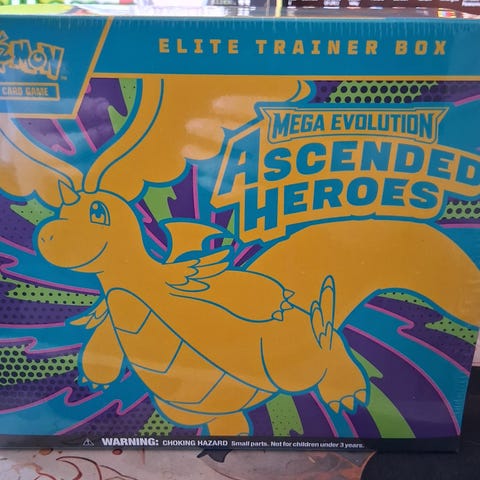 ELITE TRAINER BOX
POKéMON™
CARD GAME
MEGA EVOLUTION
ASCENDED
HEROES
⚠ WARNING: CHOKING HAZARD Small parts. Not for children under 3 years.